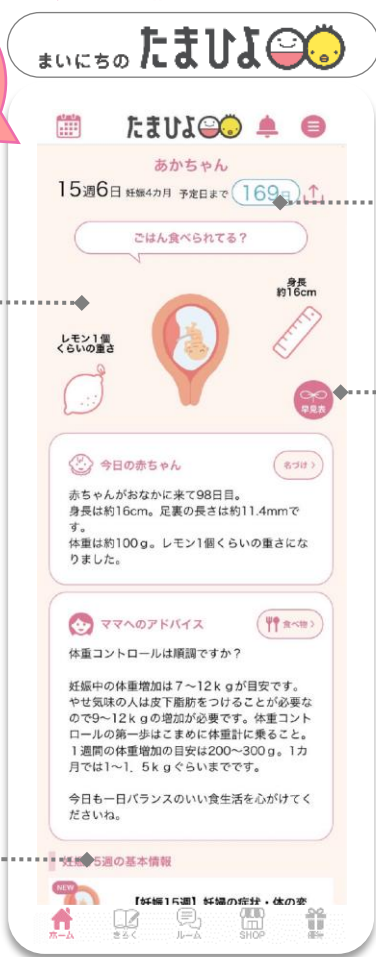 まいにちの たまひよ
たまひよ
あかちゃん
15週6日 妊娠4カ月 予定日まで 169日
ごはん食べられてる？
身長
約16cm
レモン1個
くらいの重さ
早見表
今日の赤ちゃん
名づけ >
赤ちゃんがおなかに来て98日目。
身長は約16cm。足裏の長さは約11.4mmで
す。
体重は約100g。レモン1個くらいの重さにな
りました。
ママへのアドバイス
食べ物 >
体重コントロールは順調ですか？
妊娠中の体重増加は７～12ｋｇが目安です。
やせ気味の人は皮下脂肪をつけることが必要な
ので9～12ｋｇの増加が必要です。体重コント
ロールの第一歩はこまめに体重計に乗ること。
１週間の体重増加の目安は200～300ｇ。1カ
月では1～1．5ｋｇぐらいまでです。
今日も一日バランスのいい食生活を心がけてく
ださいね。
妊娠15週の基本情報
NEW
【妊娠15週】妊婦の症状・体の変
ホーム
きろく
ルーム
SHOP